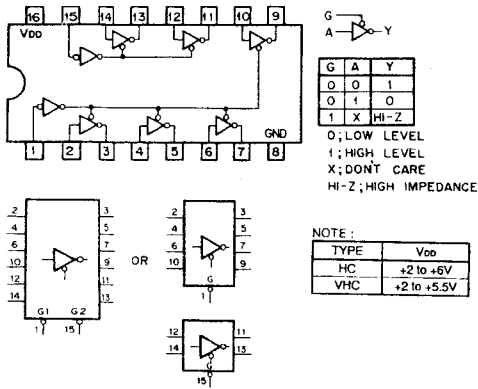 16 15 14 13 12 11 10 9
VDD
GND
1 2 3 4 5 6 7 8
G
A Y
G A Y
0 0 1
0 1 0
1 X HI-Z
0; LOW LEVEL
1; HIGH LEVEL
X; DON'T CARE
HI-Z; HIGH IMPEDANCE
2 3
4 5
6 7
10 9
12 11
14 13
G1 G2
1 15
OR
2 3
4 5
6 7
10 9
G
1
12 11
14 13
G
15
NOTE:
TYPE VDD
HC +2 to +6V
VHC +2 to +5.5V